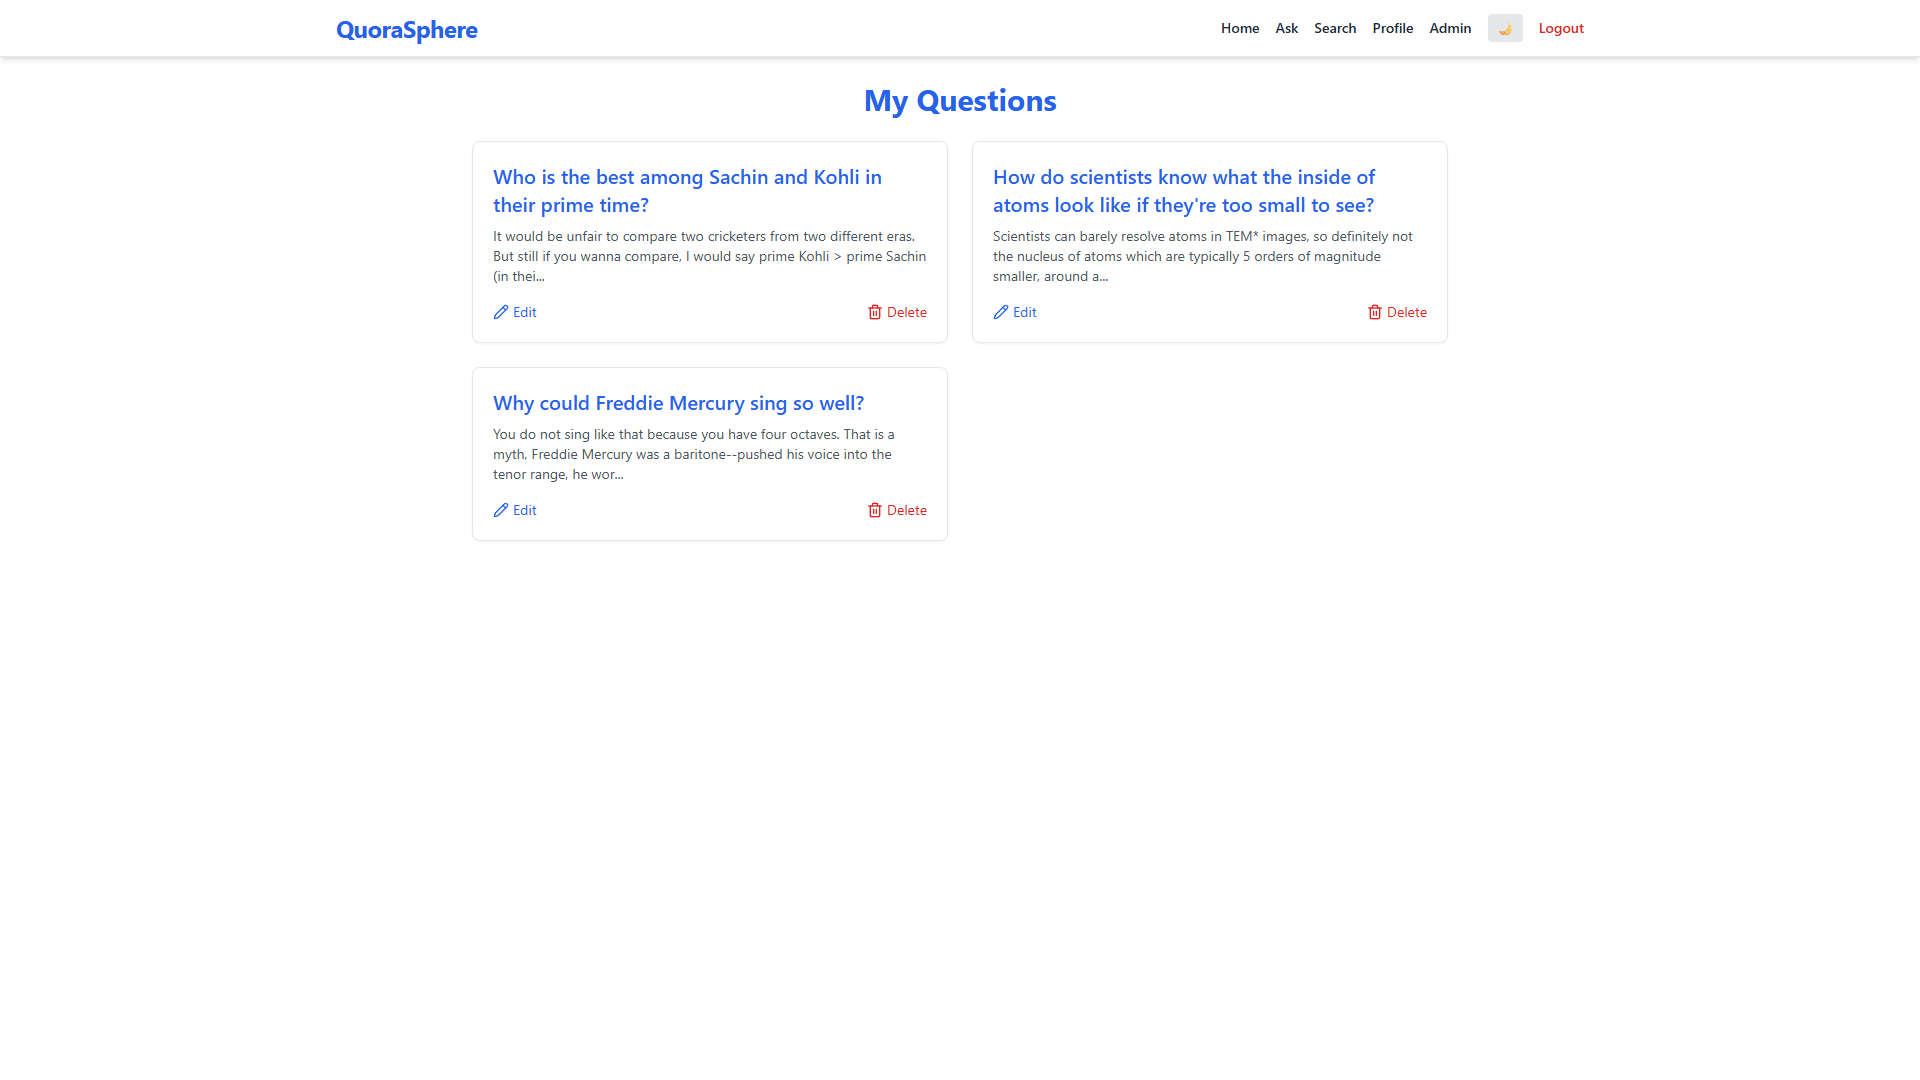 QuoraSphere
Home Ask Search Profile Admin Logout
My Questions
Who is the best among Sachin and Kohli in
their prime time?
It would be unfair to compare two cricketers from two different eras.
But still if you wanna compare, I would say prime Kohli > prime Sachin
(in thei...
Edit Delete
How do scientists know what the inside of
atoms look like if they're too small to see?
Scientists can barely resolve atoms in TEM* images, so definitely not
the nucleus of atoms which are typically 5 orders of magnitude
smaller, around a...
Edit Delete
Why could Freddie Mercury sing so well?
You do not sing like that because you have four octaves. That is a
myth, Freddie Mercury was a baritone--pushed his voice into the
tenor range, he wor...
Edit Delete